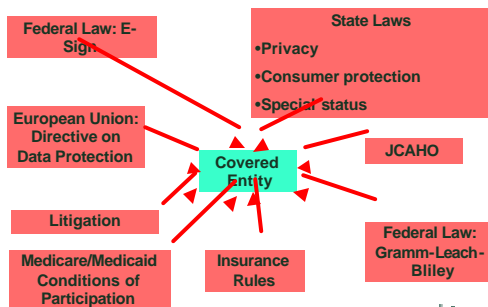 Federal Law: E-
Sign
State Laws
•Privacy
•Consumer protection
•Special status
European Union:
Directive on
Data Protection
Covered
Entity
JCAHO
Litigation
Federal Law:
Gramm-Leach-
Bliley
Medicare/Medicaid
Conditions of
Participation
Insurance
Rules